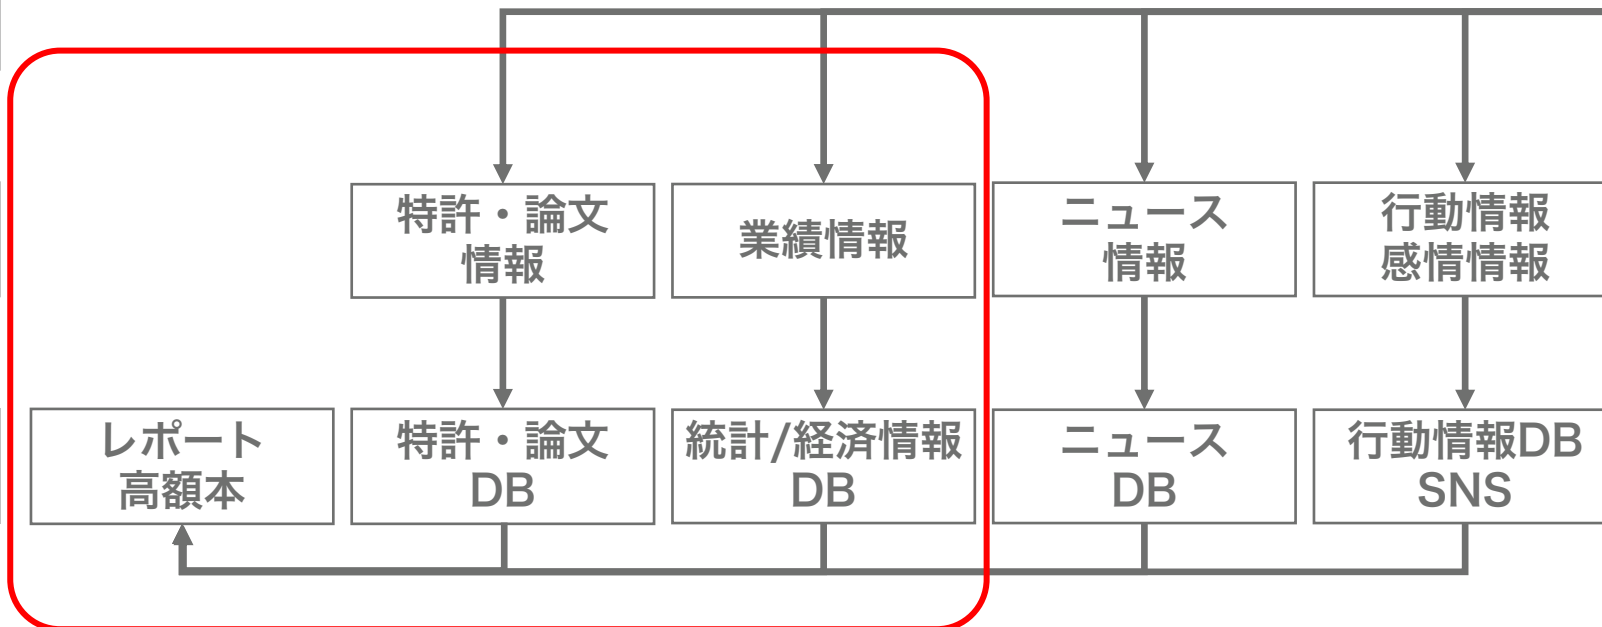 特許・論文
情報
業績情報
ニュース
情報
行動情報
感情情報
レポート
高額本
特許・論文
DB
統計/経済情報
DB
ニュース
DB
行動情報DB
SNS